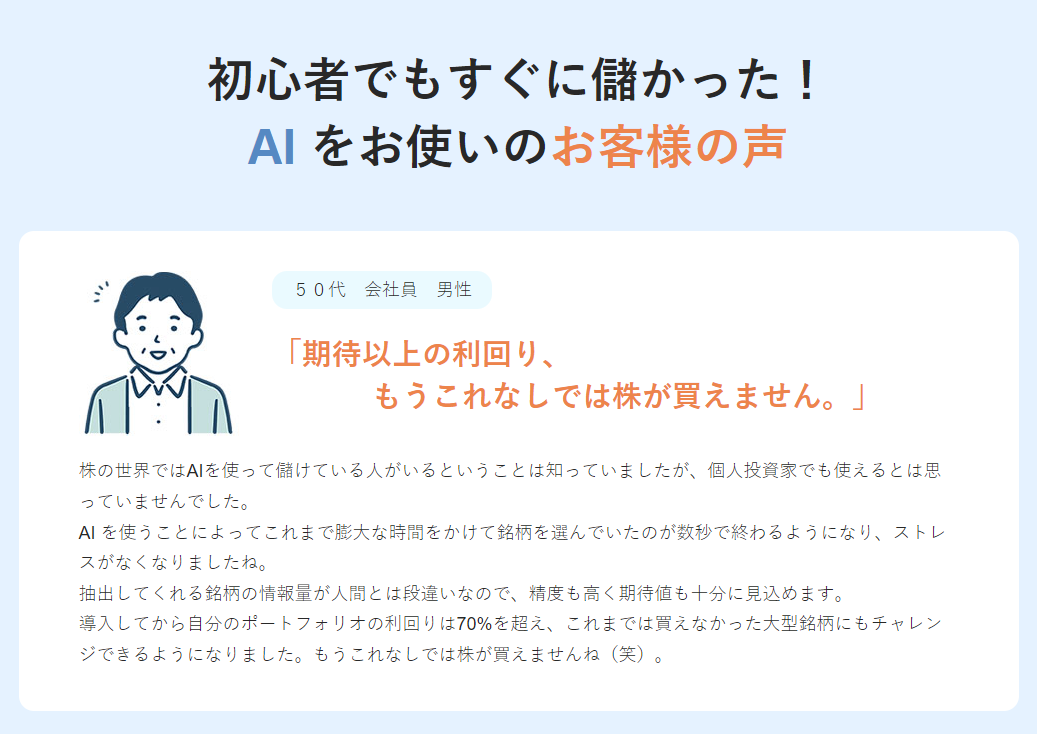 初心者でもすぐに儲かった！
AI をお使いのお客様の声
５０代　会社員　男性
「期待以上の利回り、
もうこれなしでは株が買えません。」
株の世界ではAIを使って儲けている人がいるということは知っていましたが、個人投資家でも使えるとは思
っていませんでした。
AI を使うことによってこれまで膨大な時間をかけて銘柄を選んでいたのが数秒で終わるようになり、ストレ
スがなくなりましたね。
抽出してくれる銘柄の情報量が人間とは段違いなので、精度も高く期待値も十分に見込めます。
導入してから自分のポートフォリオの利回りは70%を超え、これまでは買えなかった大型銘柄にもチャレン
ジできるようになりました。もうこれなしでは株が買えませんね（笑）。